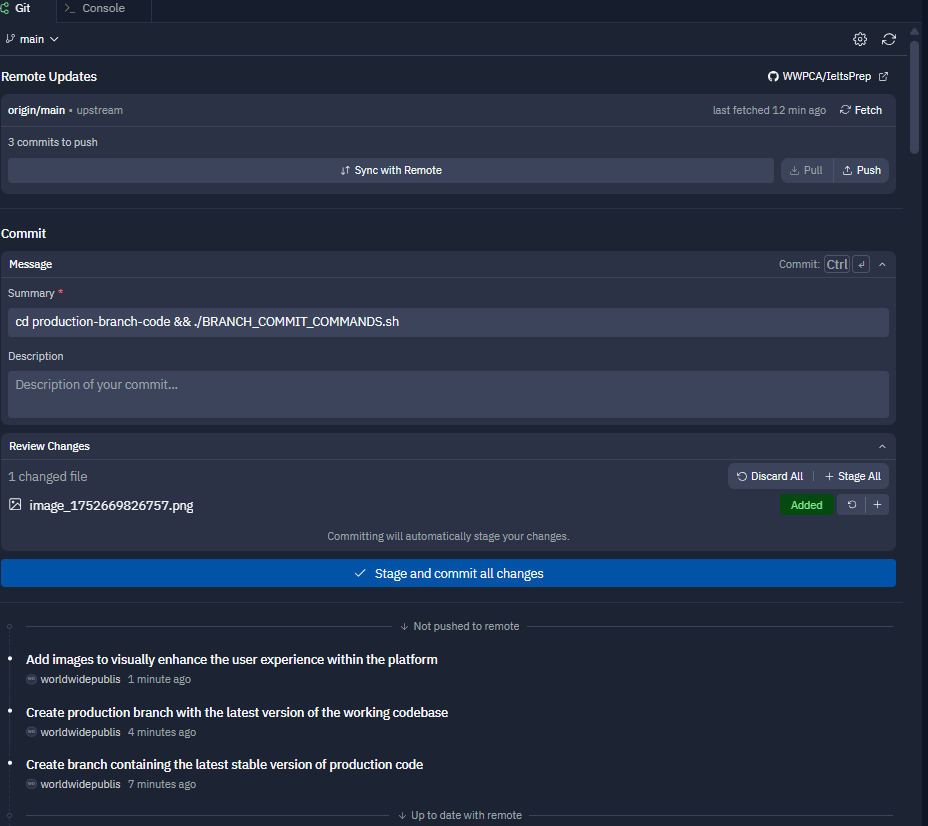 Git
Console
main
Remote Updates
WWPCA/IeltsPrep
origin/main • upstream
last fetched 12 min ago
Fetch
3 commits to push
Sync with Remote
Pull
Push
Commit
Message
Commit: Ctrl ↵
Summary *
cd production-branch-code && ./BRANCH_COMMIT_COMMANDS.sh
Description
Description of your commit...
Review Changes
1 changed file
Discard All
+ Stage All
image_1752669826757.png
Added
Committing will automatically stage your changes.
Stage and commit all changes
Not pushed to remote
Add images to visually enhance the user experience within the platform
worldwidepublis 1 minute ago
Create production branch with the latest version of the working codebase
worldwidepublis 4 minutes ago
Create branch containing the latest stable version of production code
worldwidepublis 7 minutes ago
Up to date with remote